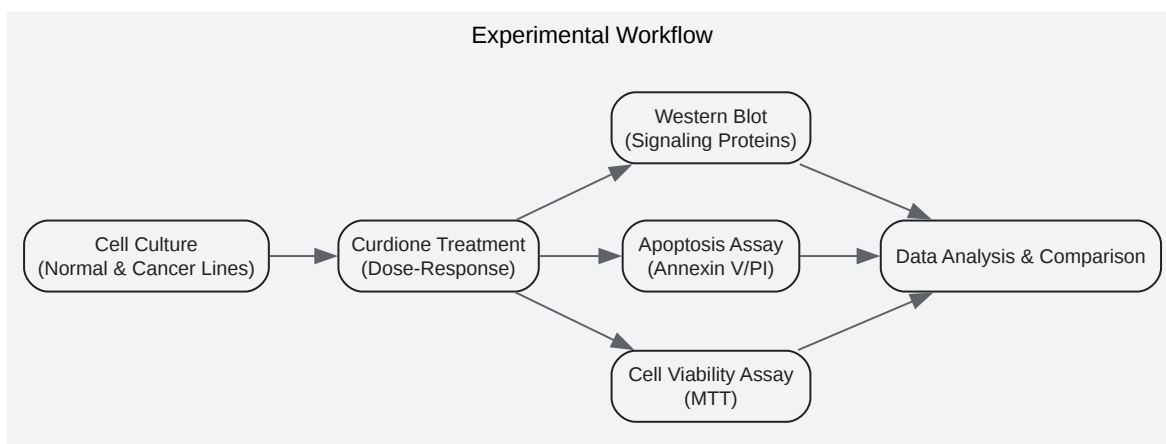 Experimental Workflow
Cell Culture
(Normal & Cancer Lines)
Curdione Treatment
(Dose-Response)
Western Blot
(Signaling Proteins)
Apoptosis Assay
(Annexin V/PI)
Cell Viability Assay
(MTT)
Data Analysis & Comparison